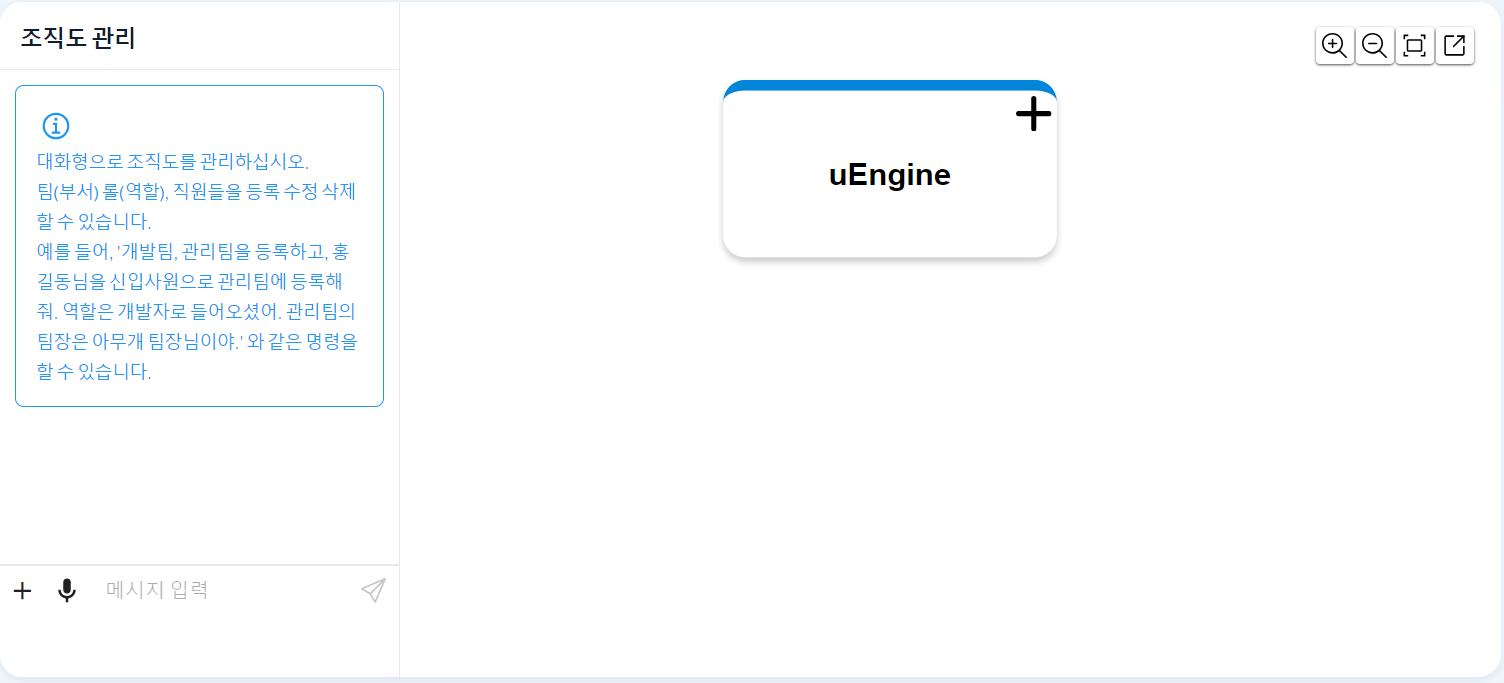 조직도 관리
대화형으로 조직도를 관리하십시오.
팀(부서) 롤(역할), 직원들을 등록 수정 삭제
할 수 있습니다.
예를 들어, '개발팀, 관리팀을 등록하고, 홍
길동님을 신입사원으로 관리팀에 등록해
줘. 역할은 개발자로 들어오셨어. 관리팀의
팀장은 아무개 팀장님이야.' 와 같은 명령을
할 수 있습니다.
메시지 입력
uEngine